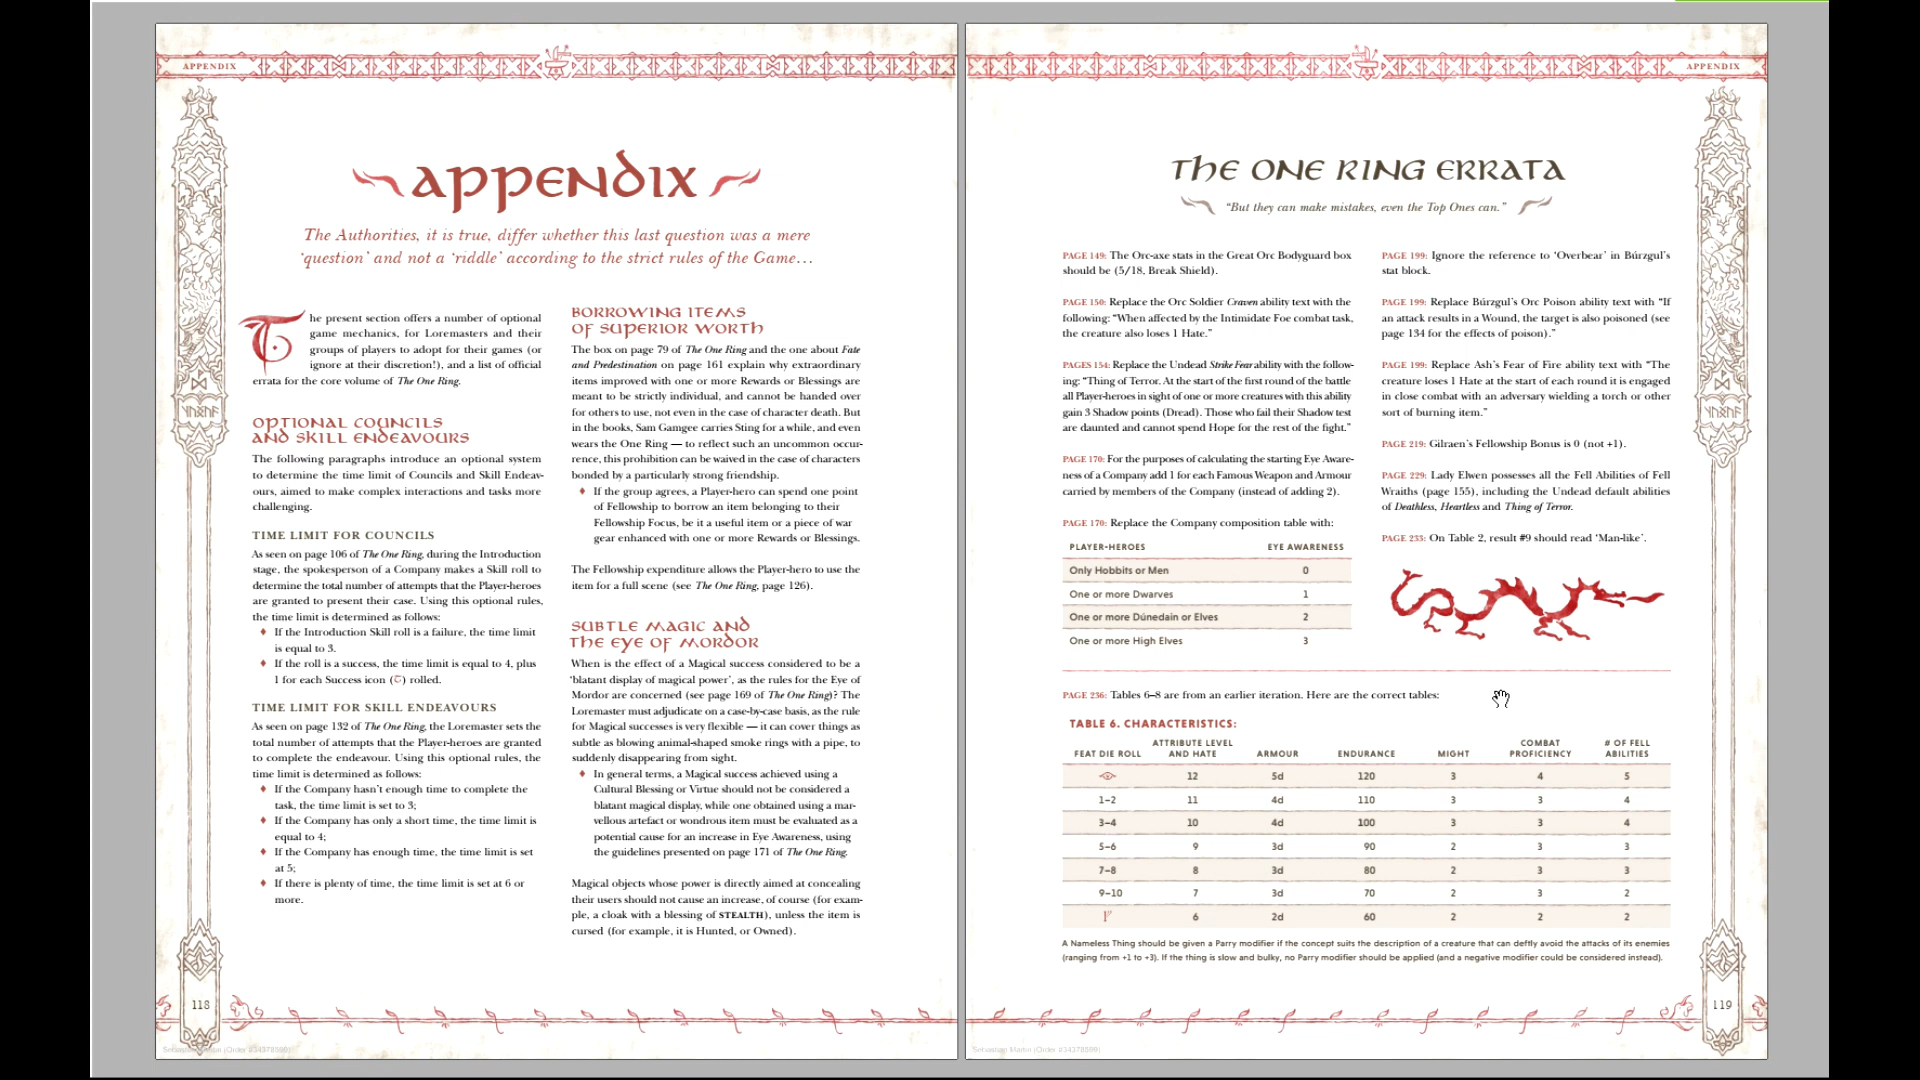 APPENDIX
APPENDIX
The Authorities, it is true, differ whether this last question was a mere
'question' and not a 'riddle' according to the strict rules of the Game…
The present section offers a number of optional
game mechanics, for Loremasters and their
groups of players to adopt for their games (or
ignore at their discretion!), and a list of official
errata for the core volume of The One Ring.
OPTIONAL COUNCILS
AND SKILL ENDEAVOURS
The following paragraphs introduce an optional system
to determine the time limit of Councils and Skill Endeav-
ours, aimed to make complex interactions and tasks more
challenging.
TIME LIMIT FOR COUNCILS
As seen on page 106 of The One Ring, during the Introduction
stage, the spokesperson of a Company makes a Skill roll to
determine the total number of attempts that the Player-heroes
are granted to present their case. Using this optional rules,
the time limit is determined as follows:
♦ If the Introduction Skill roll is a failure, the time limit
is equal to 3.
♦ If the roll is a success, the time limit is equal to 4, plus
1 for each Success icon () rolled.
TIME LIMIT FOR SKILL ENDEAVOURS
As seen on page 132 of The One Ring, the Loremaster sets the
total number of attempts that the Player-heroes are granted
to complete the endeavour. Using this optional rules, the
time limit is determined as follows:
♦ If the Company hasn't enough time to complete the
task, the time limit is set to 3;
♦ If the Company has only a short time, the time limit is
equal to 4;
♦ If the Company has enough time, the time limit is set
at 5;
♦ If there is plenty of time, the time limit is set at 6 or
more.
BORROWING ITEMS
OF SUPERIOR WORTH
The box on page 79 of The One Ring and the one about Fate
and Predestination on page 161 explain why extraordinary
items improved with one or more Rewards or Blessings are
meant to be strictly individual, and cannot be handed over
for others to use, not even in the case of character death. But
in the books, Sam Gamgee carries Sting for a while, and even
wears the One Ring — to reflect such an uncommon occur-
rence, this prohibition can be waived in the case of characters
bonded by a particularly strong friendship.
♦ If the group agrees, a Player-hero can spend one point
of Fellowship to borrow an item belonging to their
Fellowship Focus, be it a useful item or a piece of war
gear enhanced with one or more Rewards or Blessings.
The Fellowship expenditure allows the Player-hero to use the
item for a full scene (see The One Ring, page 126).
SUBTLE MAGIC AND
THE EYE OF MORDOR
When is the effect of a Magical success considered to be a
'blatant display of magical power', as the rules for the Eye of
Mordor are concerned (see page 169 of The One Ring)? The
Loremaster must adjudicate on a case-by-case basis, as the rule
for Magical successes is very flexible — it can cover things as
subtle as blowing animal-shaped smoke rings with a pipe, to
suddenly disappearing from sight.
♦ In general terms, a Magical success achieved using a
Cultural Blessing or Virtue should not be considered a
blatant magical display, while one obtained using a mar-
vellous artefact or wondrous item must be evaluated as a
potential cause for an increase in Eye Awareness, using
the guidelines presented on page 171 of The One Ring.
Magical objects whose power is directly aimed at concealing
their users should not cause an increase, of course (for exam-
ple, a cloak with a blessing of STEALTH), unless the item is
cursed (for example, it is Hunted, or Owned).
118
(Order #34378599)
APPENDIX
THE ONE RING ERRATA
"But they can make mistakes, even the Top Ones can."
PAGE 149: The Orc-axe stats in the Great Orc Bodyguard box
should be (5/18, Break Shield).
PAGE 150: Replace the Orc Soldier Craven ability text with the
following: "When affected by the Intimidate Foe combat task,
the creature also loses 1 Hate."
PAGES 154: Replace the Undead Strike Fear ability with the follow-
ing: "Thing of Terror. At the start of the first round of the battle
all Player-heroes in sight of one or more creatures with this ability
gain 3 Shadow points (Dread). Those who fail their Shadow test
are daunted and cannot spend Hope for the rest of the fight."
PAGE 170: For the purposes of calculating the starting Eye Aware-
ness of a Company add 1 for each Famous Weapon and Armour
carried by members of the Company (instead of adding 2).
PAGE 170: Replace the Company composition table with:
PLAYER-HEROES EYE AWARENESS
Only Hobbits or Men 0
One or more Dwarves 1
One or more Dúnedain or Elves 2
One or more High Elves 3
PAGE 199: Ignore the reference to 'Overbear' in Búrzgul's
stat block.
PAGE 199: Replace Búrzgul's Orc Poison ability text with "If
an attack results in a Wound, the target is also poisoned (see
page 134 for the effects of poison)."
PAGE 199: Replace Ash's Fear of Fire ability text with "The
creature loses 1 Hate at the start of each round it is engaged
in close combat with an adversary wielding a torch or other
sort of burning item."
PAGE 219: Gilraen's Fellowship Bonus is 0 (not +1).
PAGE 229: Lady Elwen possesses all the Fell Abilities of Fell
Wraiths (page 155), including the Undead default abilities
of Deathless, Heartless and Thing of Terror.
PAGE 233: On Table 2, result #9 should read 'Man-like'.
PAGE 236: Tables 6–8 are from an earlier iteration. Here are the correct tables:
TABLE 6. CHARACTERISTICS:
FEAT DIE ROLL ATTRIBUTE LEVEL AND HATE ARMOUR ENDURANCE MIGHT COMBAT PROFICIENCY # OF FELL ABILITIES
12 5d 120 3 4 5
1–2 11 4d 110 3 3 4
3–4 10 4d 100 3 3 4
5–6 9 3d 90 2 3 3
7–8 8 3d 80 2 3 3
9–10 7 3d 70 2 3 2
6 2d 60 2 2 2
A Nameless Thing should be given a Parry modifier if the concept suits the description of a creature that can deftly avoid the attacks of its enemies
(ranging from +1 to +3). If the thing is slow and bulky, no Parry modifier should be applied (and a negative modifier could be considered instead).
119
(Order #34378599)